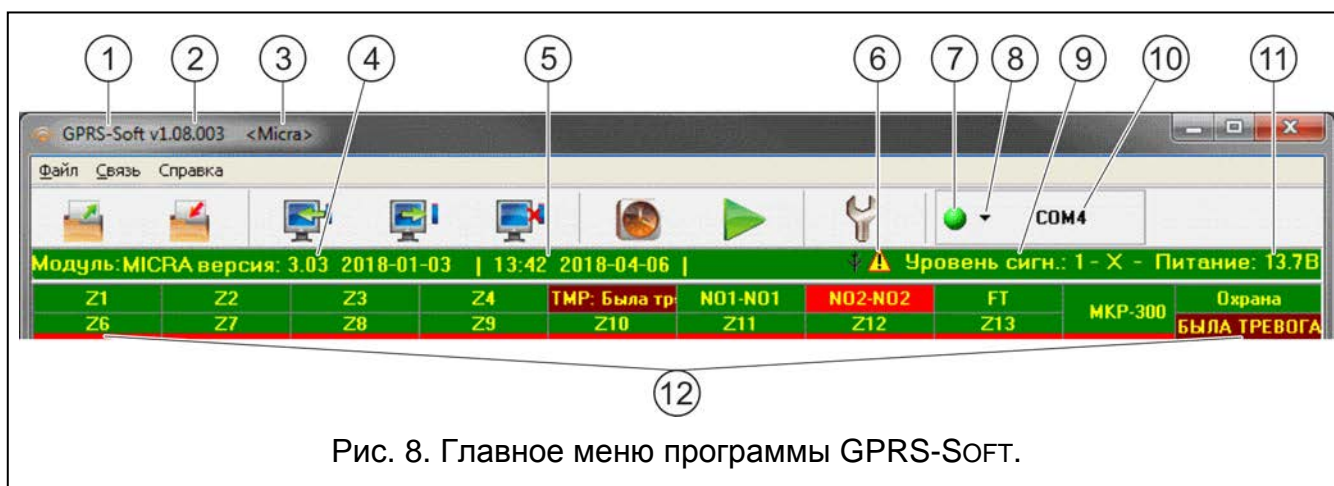 1 2 3 4 5 6 7 8 9 10 11
GPRS-Soft v1.08.003 <Micra>
Файл Связь Справка
COM4
Модуль:MICRA версия: 3.03 2018-01-03 | 13:42 2018-04-06 | Уровень сигн.: 1 - X - Питание: 13.7В
Z1 Z2 Z3 Z4 TMP: Была тр NO1-NO1 NO2-NO2 FT МКР-300 Охрана
Z6 Z7 Z8 Z9 Z10 Z11 Z12 Z13 БЫЛА ТРЕВОГА
12
Рис. 8. Главное меню программы GPRS-SOFT.